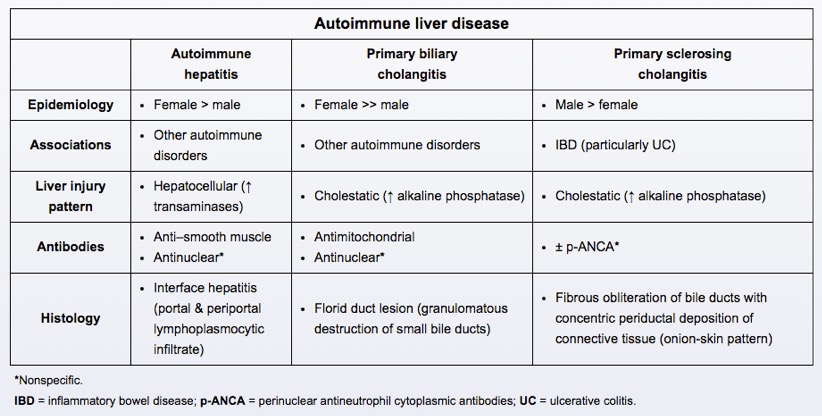 Autoimmune liver disease
Autoimmune
hepatitis
Primary biliary
cholangitis
Primary sclerosing
cholangitis
Epidemiology
• Female > male
• Female >> male
• Male > female
Associations
• Other autoimmune
disorders
• Other autoimmune disorders
• IBD (particularly UC)
Liver injury
pattern
• Hepatocellular (↑
transaminases)
• Cholestatic (↑ alkaline phosphatase)
• Cholestatic (↑ alkaline phosphatase)
Antibodies
• Anti–smooth muscle
• Antinuclear*
• Antimitochondrial
• Antinuclear*
• ± p-ANCA*
Histology
• Interface hepatitis
(portal & periportal
lymphoplasmocytic
infiltrate)
• Florid duct lesion (granulomatous
destruction of small bile ducts)
• Fibrous obliteration of bile ducts with
concentric periductal deposition of
connective tissue (onion-skin pattern)
*Nonspecific.
IBD = inflammatory bowel disease; p-ANCA = perinuclear antineutrophil cytoplasmic antibodies; UC = ulcerative colitis.